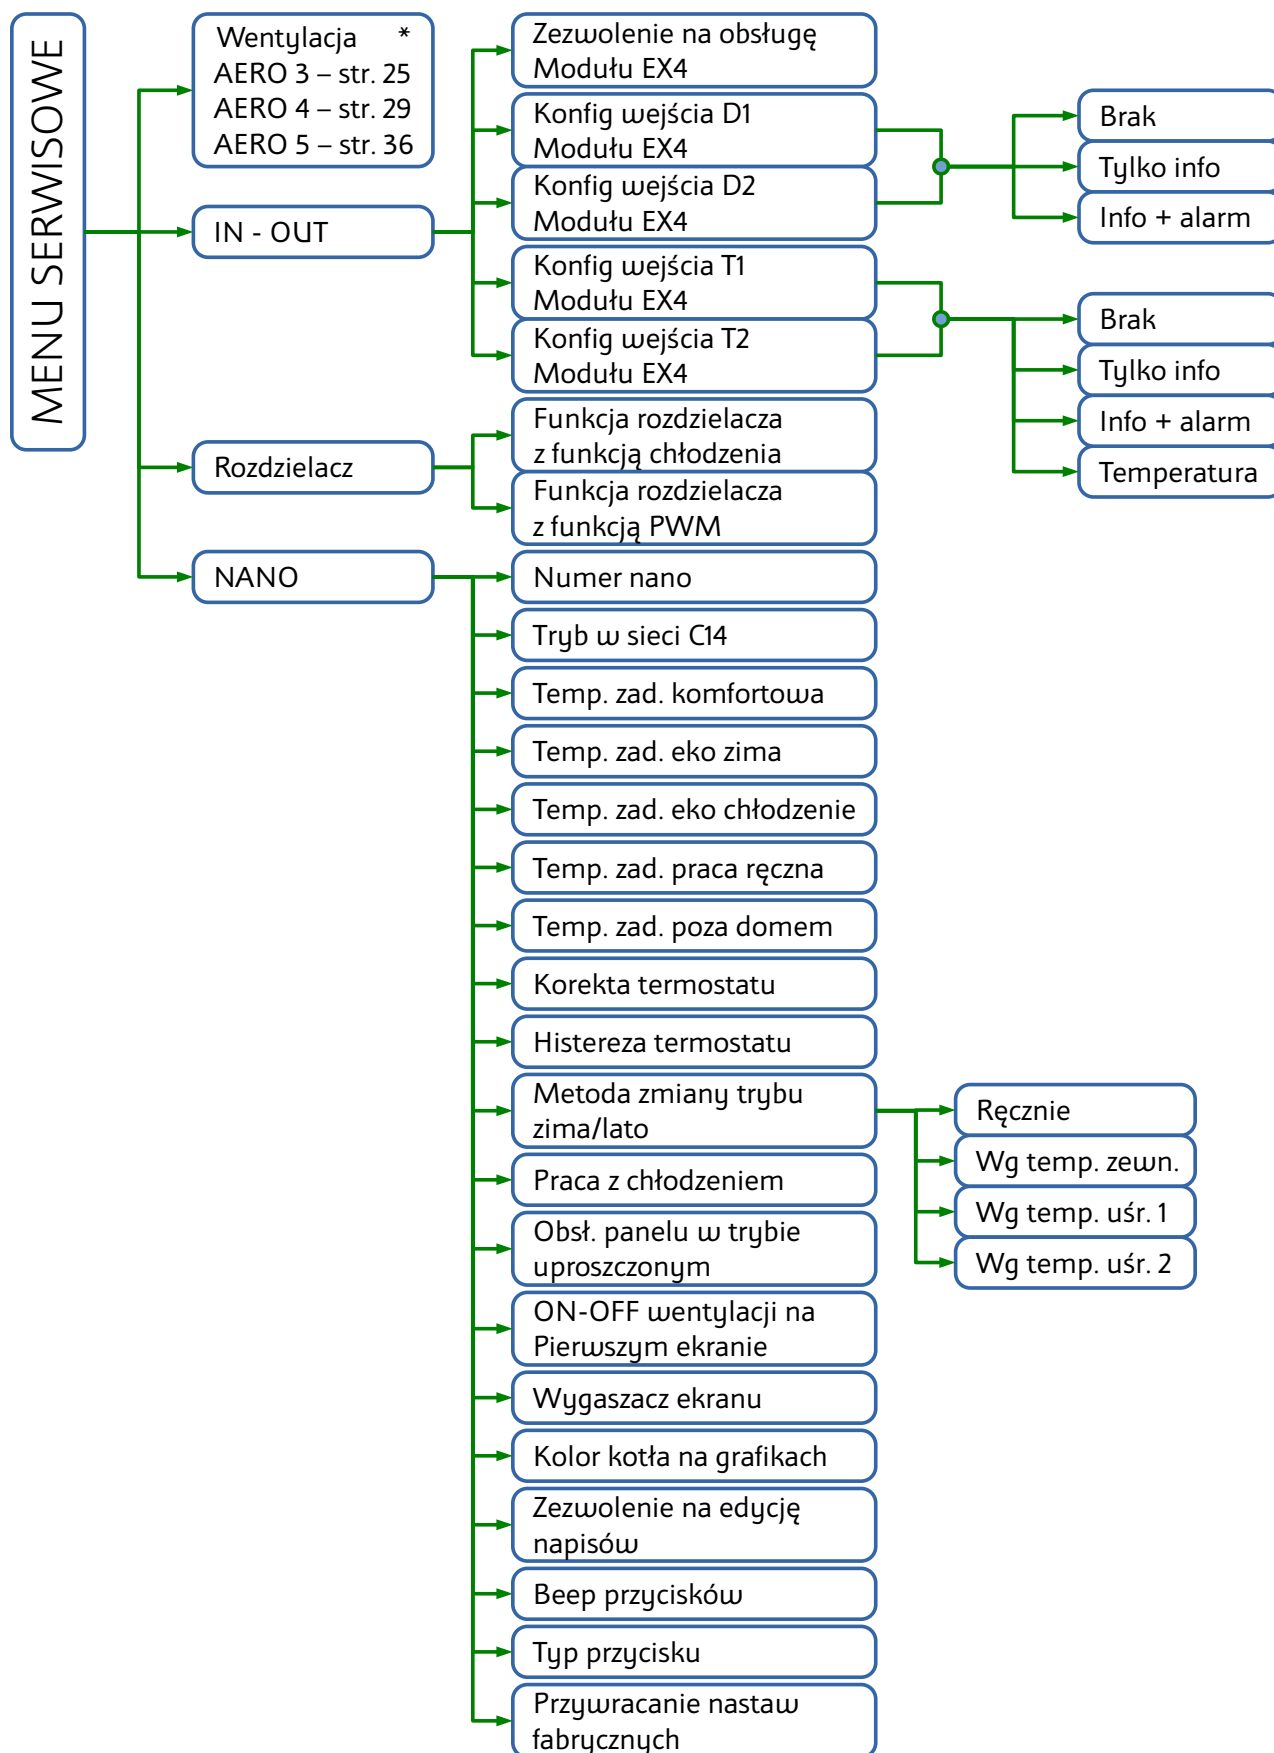 MENU SERWISOWE
Wentylacja *
AERO 3 – str. 25
AERO 4 – str. 29
AERO 5 – str. 36
IN - OUT
Zezwolenie na obsługę
Modułu EX4
Konfig wejścia D1
Modułu EX4
Konfig wejścia D2
Modułu EX4
Brak
Tylko info
Info + alarm
Konfig wejścia T1
Modułu EX4
Konfig wejścia T2
Modułu EX4
Brak
Tylko info
Info + alarm
Temperatura
Rozdzielacz
Funkcja rozdzielacza
z funkcją chłodzenia
Funkcja rozdzielacza
z funkcją PWM
NANO
Numer nano
Tryb w sieci C14
Temp. zad. komfortowa
Temp. zad. eko zima
Temp. zad. eko chłodzenie
Temp. zad. praca ręczna
Temp. zad. poza domem
Korekta termostatu
Histereza termostatu
Metoda zmiany trybu
zima/lato
Ręcznie
Wg temp. zewn.
Wg temp. uśr. 1
Wg temp. uśr. 2
Praca z chłodzeniem
Obsł. panelu w trybie
uproszczonym
ON-OFF wentylacji na
Pierwszym ekranie
Wygaszacz ekranu
Kolor kotła na grafikach
Zezwolenie na edycję
napisów
Beep przycisków
Typ przycisku
Przywracanie nastaw
fabrycznych